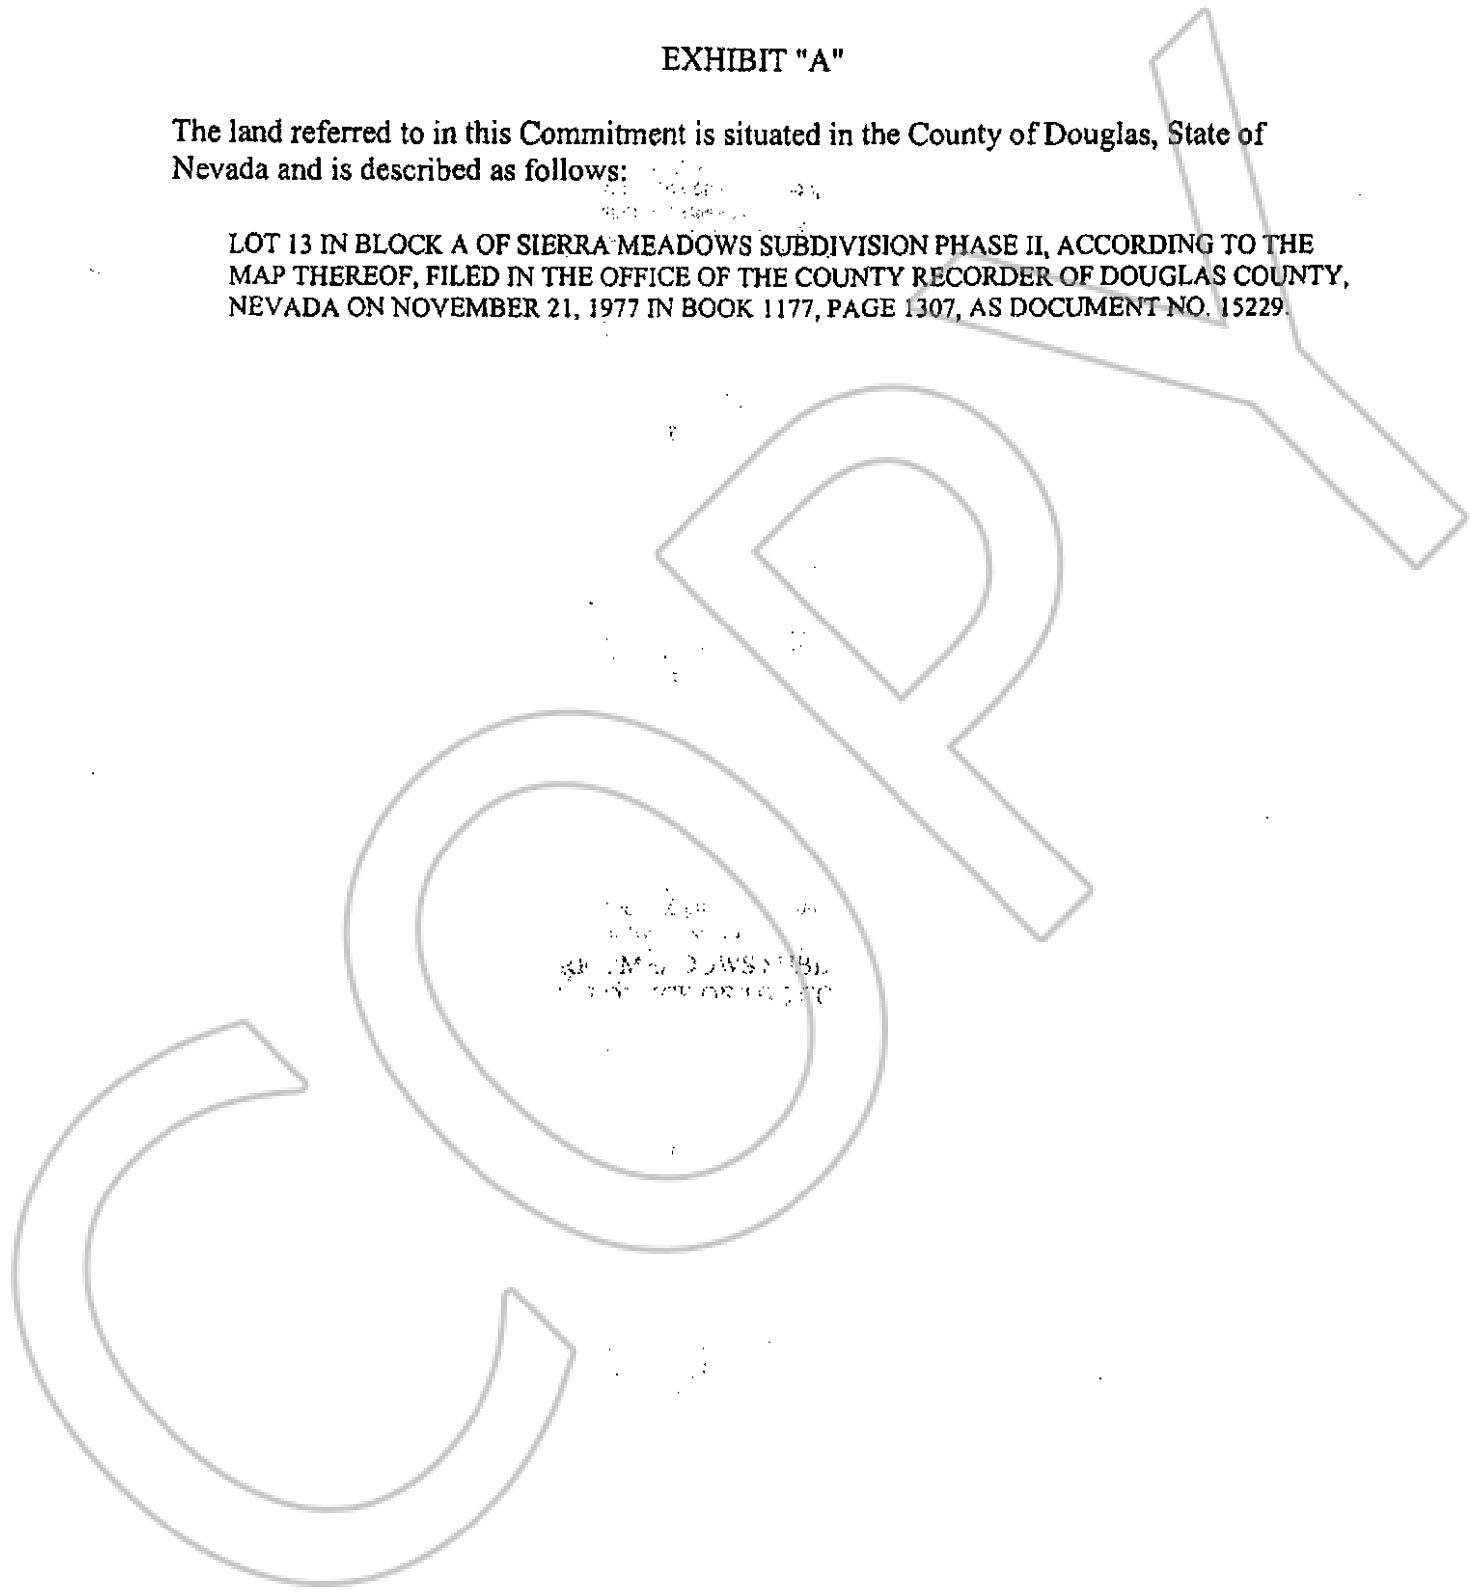 EXHIBIT "A"
The land referred to in this Commitment is situated in the County of Douglas, State of
Nevada and is described as follows:
LOT 13 IN BLOCK A OF SIERRA MEADOWS SUBDIVISION PHASE II, ACCORDING TO THE
MAP THEREOF, FILED IN THE OFFICE OF THE COUNTY RECORDER OF DOUGLAS COUNTY,
NEVADA ON NOVEMBER 21, 1977 IN BOOK 1177, PAGE 1307, AS DOCUMENT NO. 15229.
COPY